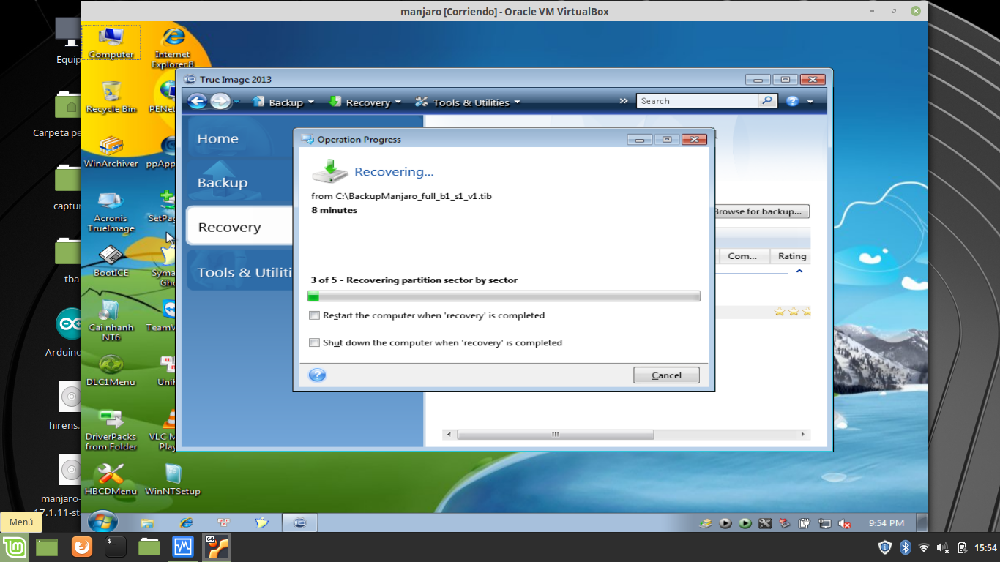 manjaro [Corriendo] - Oracle VM VirtualBox
Equip
Carpeta pe
captur
tba
Arduino
hirens.
manjaro-
17.1.11-st
Computer
Internet
Explorer.8
Recycle Bin
PENet
WinArchiver
ppApp
Acronis
TrueImage
SetPa
BootICE
Syma
Gho
Cai nhanh
NT6
TeamV
DLC1Menu
Unik
DriverPacks
from Folder
VLC M
Play
HBCDMenu
WinNTSetup
True Image 2013
Backup
Recovery
Tools & Utilities
Search
Home
Backup
Recovery
Tools & Utiliti
Browse for backup...
Com...
Rating
Operation Progress
Recovering...
from C:\BackupManjaro_full_b1_s1_v1.tib
8 minutes
3 of 5 - Recovering partition sector by sector
Restart the computer when 'recovery' is completed
Shut down the computer when 'recovery' is completed
Cancel
9:54 PM
Menú
64
15:54